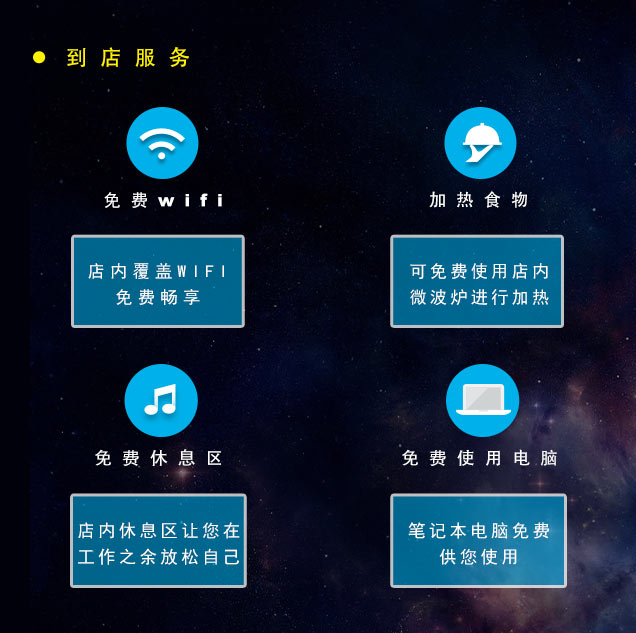 到店服务
免费wifi
加热食物
店内覆盖WIFI
免费畅享
可免费使用店内
微波炉进行加热
免费休息区
免费使用电脑
店内休息区让您在
工作之余放松自己
笔记本电脑免费
供您使用